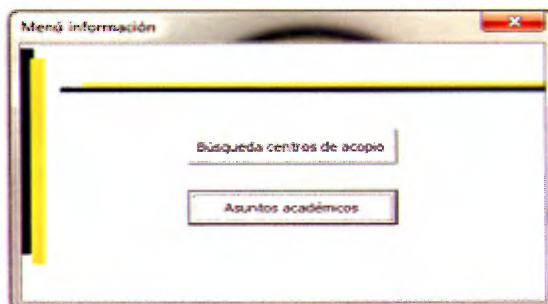 Menú información
Búsqueda centros de acopio
Asuntos académicos